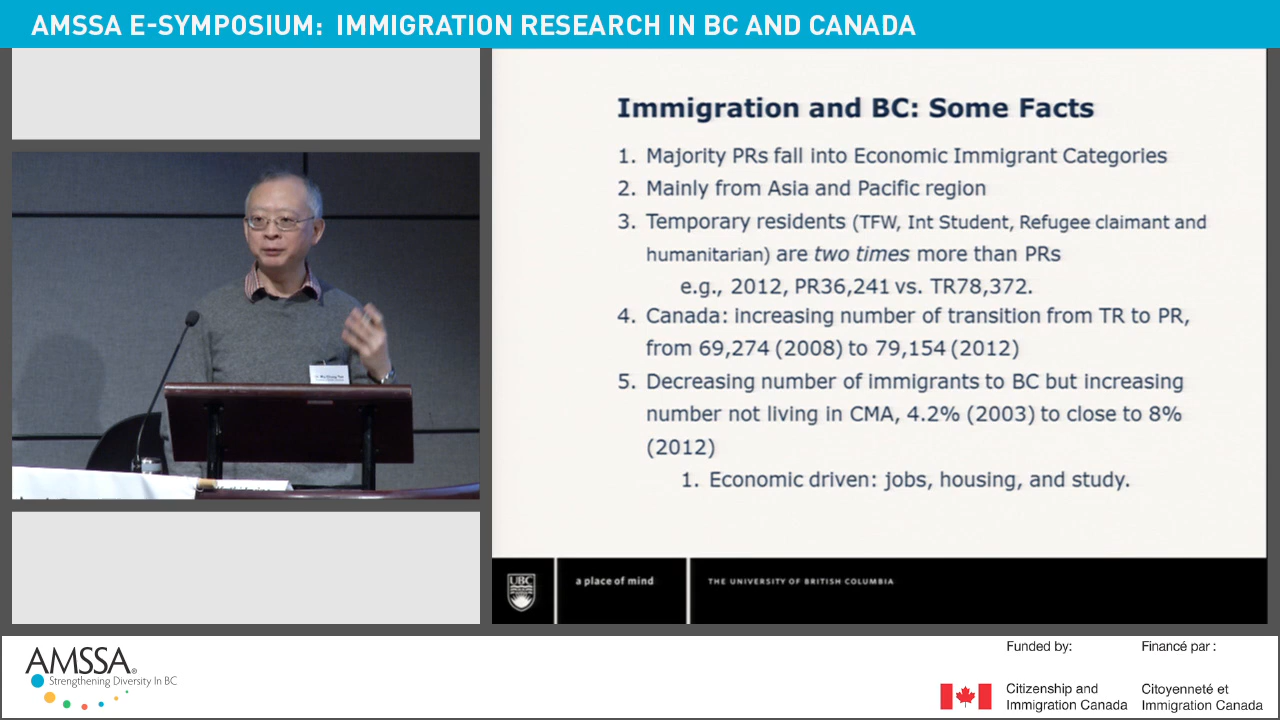 AMSSA E-SYMPOSIUM: IMMIGRATION RESEARCH IN BC AND CANADA
Immigration and BC: Some Facts
1. Majority PRs fall into Economic Immigrant Categories
2. Mainly from Asia and Pacific region
3. Temporary residents (TFW, Int Student, Refugee claimant and
humanitarian) are two times more than PRs
e.g., 2012, PR36,241 vs. TR78,372.
4. Canada: increasing number of transition from TR to PR,
from 69,274 (2008) to 79,154 (2012)
5. Decreasing number of immigrants to BC but increasing
number not living in CMA, 4.2% (2003) to close to 8%
(2012)
1. Economic driven: jobs, housing, and study.
UBC
a place of mind
THE UNIVERSITY OF BRITISH COLUMBIA
AMSSA®
Strengthening Diversity In BC
Funded by:
Citizenship and
Immigration Canada
Financé par :
Citoyenneté et
Immigration Canada